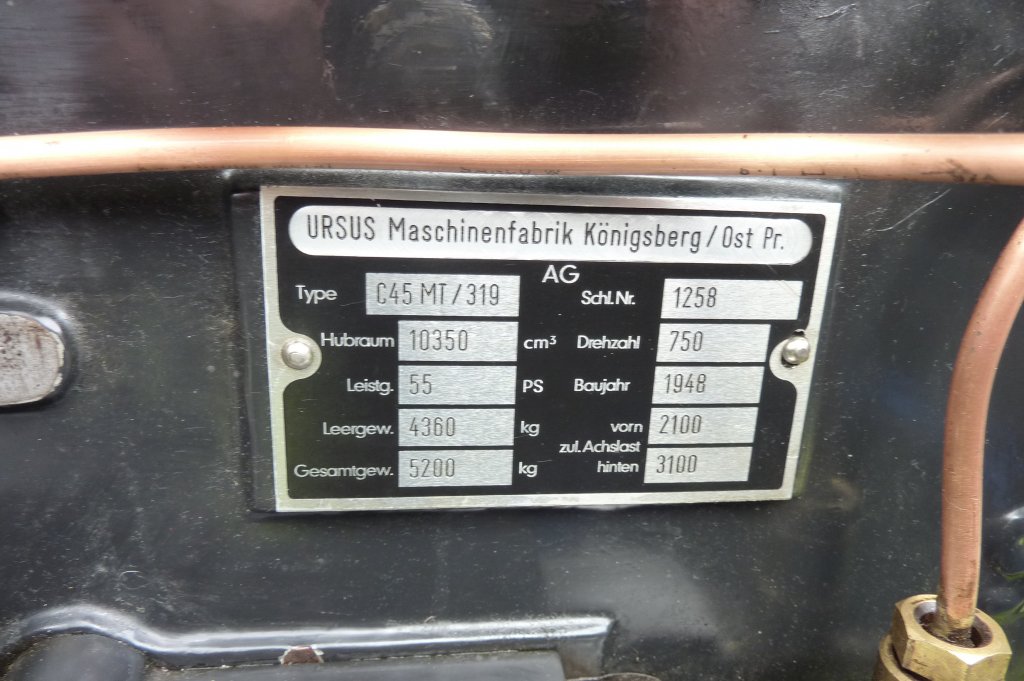 URSUS Maschinenfabrik Königsberg/Ost Pr.
AG
Type C45 MT/319 Schl.Nr. 1258
Hubraum 10350 cm³ Drehzahl 750
Leistg. 55 PS Baujahr 1948
Leergew. 4360 kg vorn 2100
zul. Achslast
Gesamtgew. 5200 kg hinten 3100